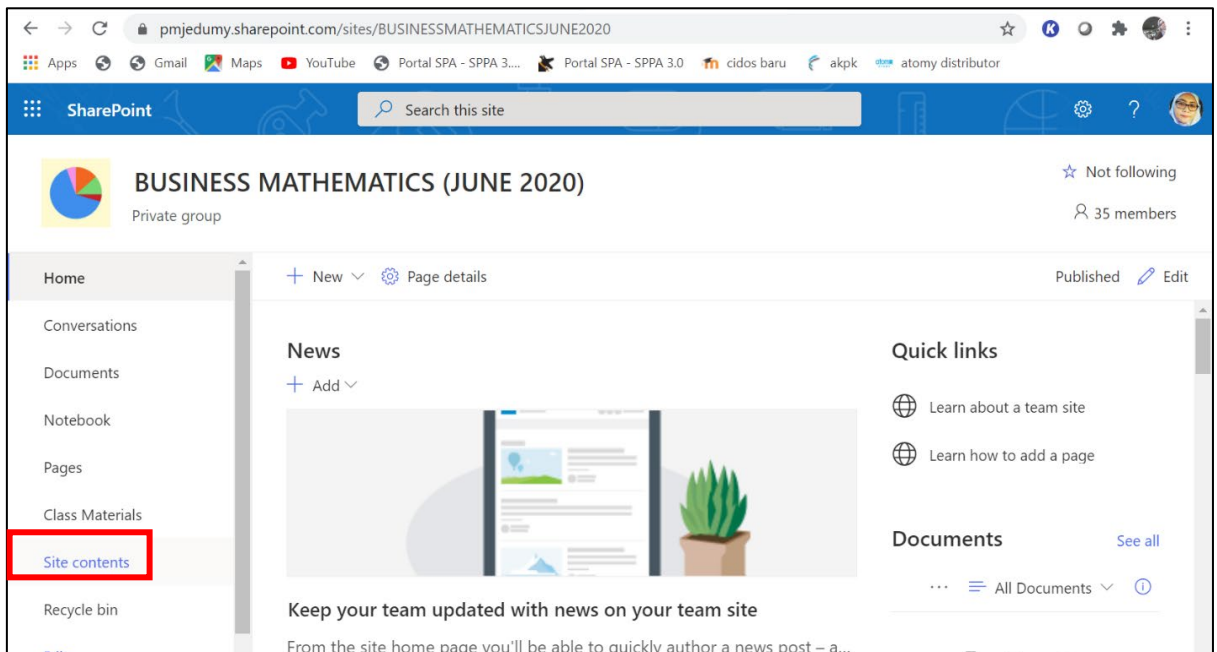 pmjedumy.sharepoint.com/sites/BUSINESSMATHEMATICSJUNE2020
Apps Gmail Maps YouTube Portal SPA - SPPA 3.... Portal SPA - SPPA 3.0 cidos baru akpk atomy distributor
SharePoint
Search this site
?
BUSINESS MATHEMATICS (JUNE 2020)
Private group
Not following
35 members
Home
Conversations
Documents
Notebook
Pages
Class Materials
Site contents
Recycle bin
+ New
Page details
Published
Edit
News
+ Add
Keep your team updated with news on your team site
From the site home page you'll be able to quickly author a news post – a...
Quick links
Learn about a team site
Learn how to add a page
Documents
See all
... All Documents